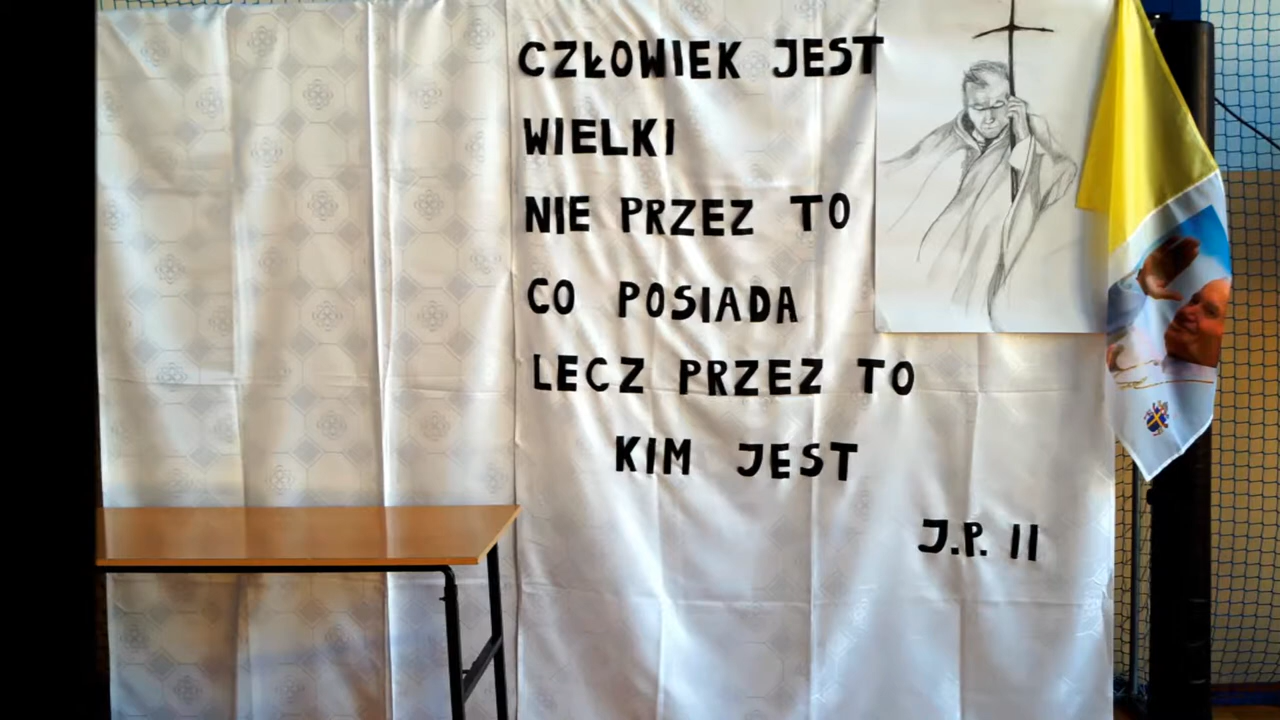 CZŁOWIEK JEST
WIELKI
NIE PRZEZ TO
CO POSIADA
LECZ PRZEZ TO
KIM JEST
J.P. II